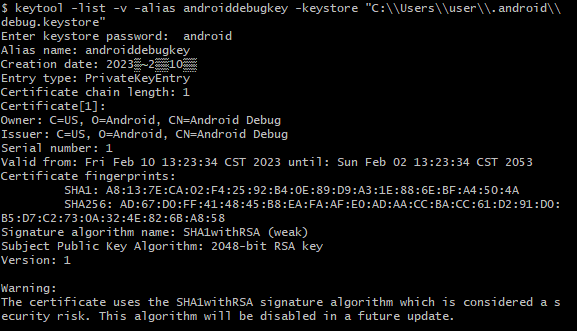 $ keytool -list -v -alias androiddebugkey -keystore "C:\\Users\\user\\.android\\
debug.keystore"
Enter keystore password:  android
Alias name: androiddebugkey
Creation date: 2023▒~2▒▒10▒▒
Entry type: PrivateKeyEntry
Certificate chain length: 1
Certificate[1]:
Owner: C=US, O=Android, CN=Android Debug
Issuer: C=US, O=Android, CN=Android Debug
Serial number: 1
Valid from: Fri Feb 10 13:23:34 CST 2023 until: Sun Feb 02 13:23:34 CST 2053
Certificate fingerprints:
SHA1: A8:13:7E:CA:02:F4:25:92:B4:0E:89:D9:A3:1E:88:6E:BF:A4:50:4A
SHA256: AD:67:D0:FF:41:48:45:B8:EA:FA:AF:E0:AD:AA:CC:BA:CC:61:D2:91:D0:
B5:D7:C2:73:0A:32:4E:82:6B:A8:58
Signature algorithm name: SHA1withRSA (weak)
Subject Public Key Algorithm: 2048-bit RSA key
Version: 1
Warning:
The certificate uses the SHA1withRSA signature algorithm which is considered a s
ecurity risk. This algorithm will be disabled in a future update.